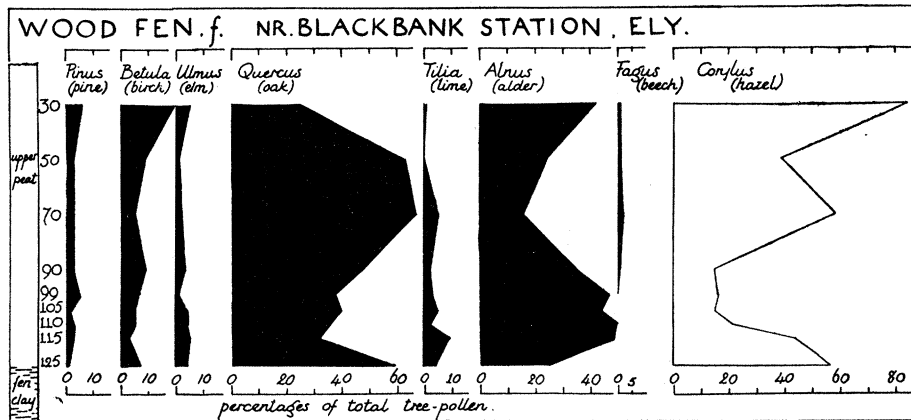 WOOD FEN. f. NR. BLACKBANK STATION, ELY.
Pinus Betula Ulmus Quercus Tilia Alnus Fagus Corylus
(pine) (birch) (elm) (oak) (lime) (alder) (beech) (hazel)
30
upper 50
peat
70
90
99
105
110
115
125
fen clay
0 10 0 10 0 0 20 40 60 0 10 0 20 40 0 5 0 20 40 60 80
percentages of total tree-pollen.